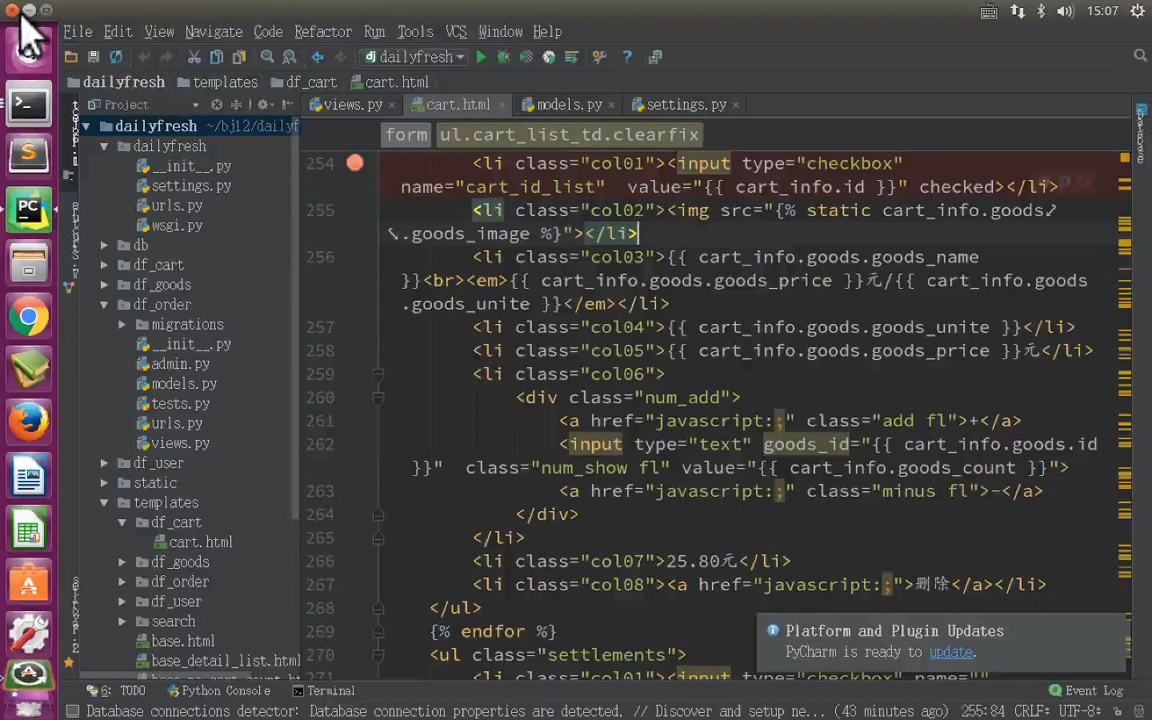 15:07
File Edit View Navigate Code Refactor Run Tools VCS Window Help
dailyfresh
dailyfresh templates df_cart cart.html
Project views.py cart.html models.py settings.py
dailyfresh ~/bj12/dailyf
form ul.cart_list_td.clearfix
dailyfresh
__init__.py
settings.py
urls.py
wsgi.py
db
df_cart
df_goods
df_order
migrations
__init__.py
admin.py
models.py
tests.py
urls.py
views.py
df_user
static
templates
df_cart
cart.html
df_goods
df_order
df_user
search
base.html
base_detail_list.html
254 <li class="col01"><input type="checkbox"
name="cart_id_list" value="{{ cart_info.id }}" checked></li>
255 <li class="col02"><img src="{% static cart_info.goods
.goods_image %}"></li>
256 <li class="col03">{{ cart_info.goods.goods_name
}}<br><em>{{ cart_info.goods.goods_price }}元/{{ cart_info.goods
.goods_unite }}</em></li>
257 <li class="col04">{{ cart_info.goods.goods_unite }}</li>
258 <li class="col05">{{ cart_info.goods.goods_price }}元</li>
259 <li class="col06">
260 <div class="num_add">
261 <a href="javascript:;" class="add fl">+</a>
262 <input type="text" goods_id="{{ cart_info.goods.id
}}" class="num_show fl" value="{{ cart_info.goods_count }}">
263 <a href="javascript:;" class="minus fl">-</a>
264 </div>
265 </li>
266 <li class="col07">25.80元</li>
267 <li class="col08"><a href="javascript:;">删除</a></li>
268 </ul>
269 {% endfor %}
270 <ul class="settlements">
Platform and Plugin Updates
PyCharm is ready to update.
6: TODO Python Console Terminal Event Log
Database connections detector: Database connection properties are detected. // Discover and setup ne... (43 minutes ago) 255:84 CRLF÷ UTF-8÷